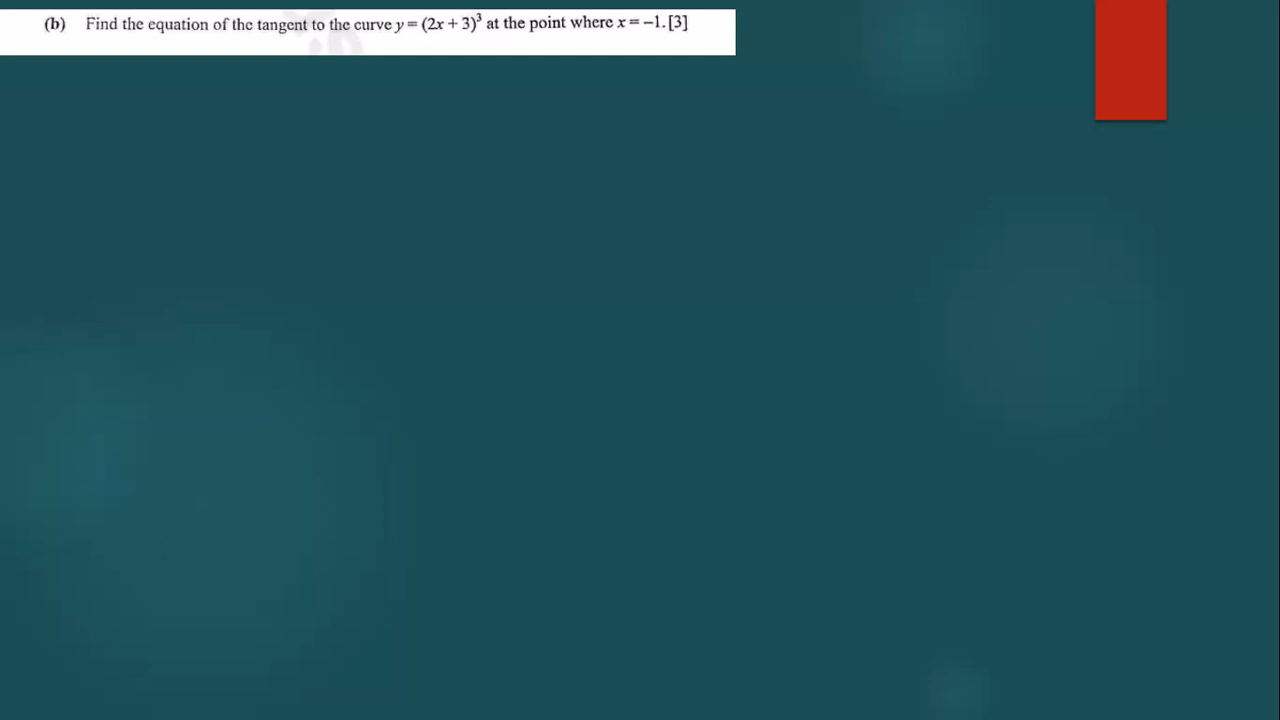 (b) Find the equation of the tangent to the curve y = (2x + 3)³ at the point where x = −1. [3]